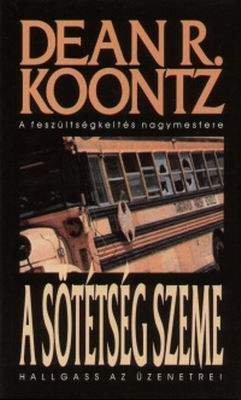 DEAN R.
KOONTZ
A feszültségkeltés nagymestere
A SÖTÉTSÉG SZEME
HALLGASS AZ ÜZENETRE!